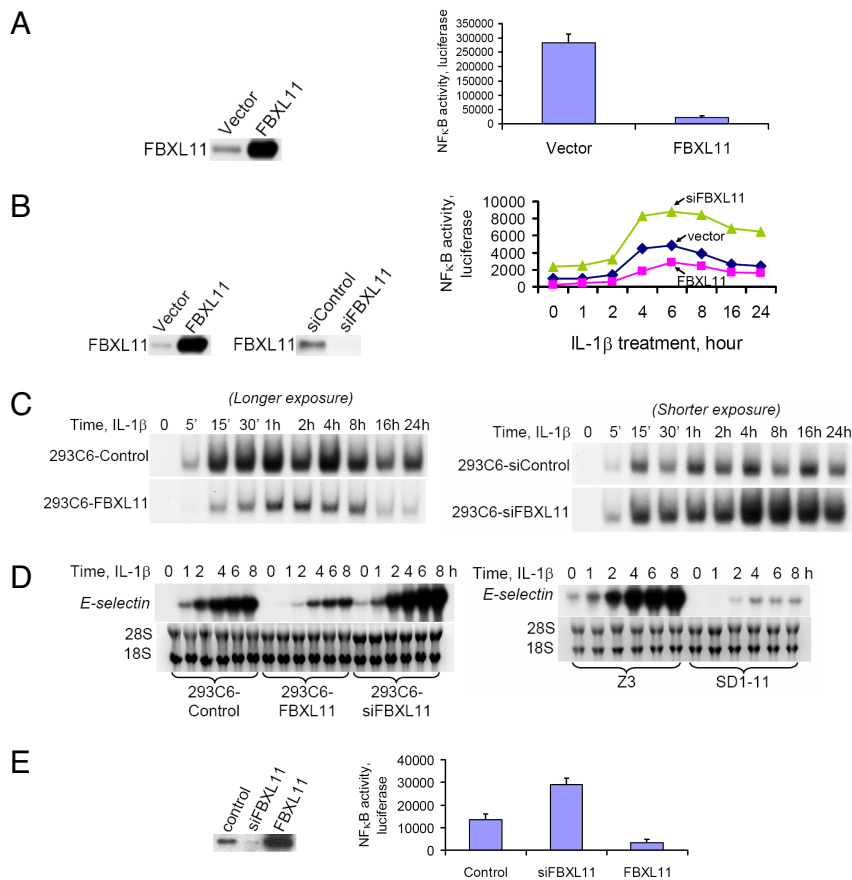 A
Vector
FBXL11
FBXL11
NFκB activity, luciferase
350000
300000
250000
200000
150000
100000
50000
0
Vector
FBXL11
B
Vector
FBXL11
FBXL11
siControl
siFBXL11
FBXL11
NFκB activity,
luciferase
10000
8000
6000
4000
2000
0
siFBXL11
vector
FBXL11
0 1 2 4 6 8 16 24
IL-1β treatment, hour
C
(Longer exposure)
Time, IL-1β 0 5' 15' 30' 1h 2h 4h 8h 16h 24h
293C6-Control
293C6-FBXL11
(Shorter exposure)
Time, IL-1β 0 5' 15' 30' 1h 2h 4h 8h 16h 24h
293C6-siControl
293C6-siFBXL11
D
Time, IL-1β 0 1 2 4 6 8 0 1 2 4 6 8 0 1 2 4 6 8 h
E-selectin
28S
18S
293C6-
Control
293C6-
FBXL11
293C6-
siFBXL11
Time, IL-1β 0 1 2 4 6 8 0 1 2 4 6 8 h
E-selectin
28S
18S
Z3
SD1-11
E
control
siFBXL11
FBXL11
NFκB activity,
luciferase
40000
30000
20000
10000
0
Control
siFBXL11
FBXL11